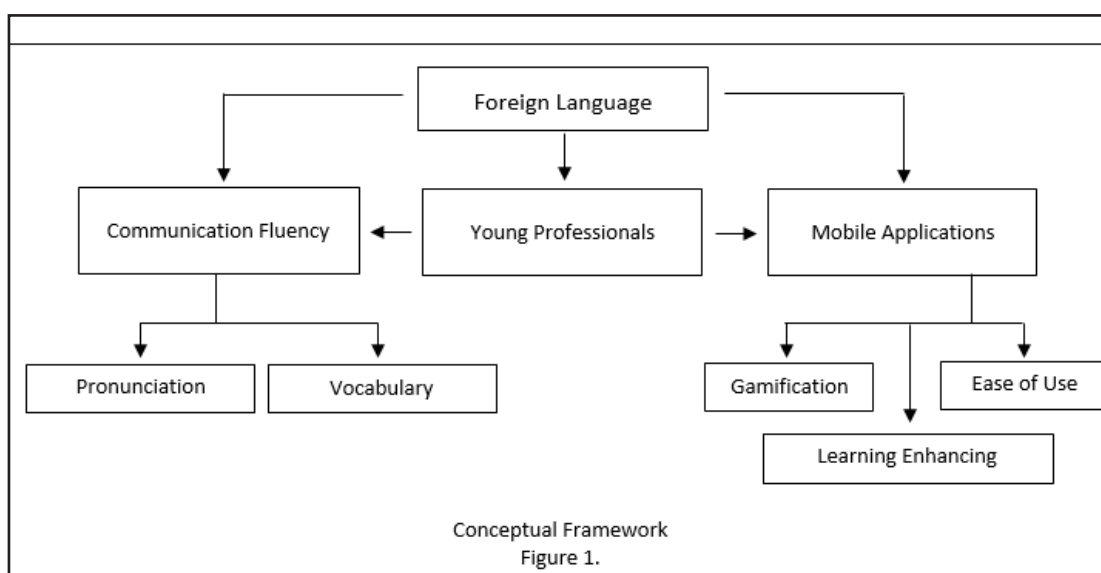 Foreign Language
Communication Fluency
Young Professionals
Mobile Applications
Pronunciation
Vocabulary
Gamification
Ease of Use
Learning Enhancing
Conceptual Framework
Figure 1.